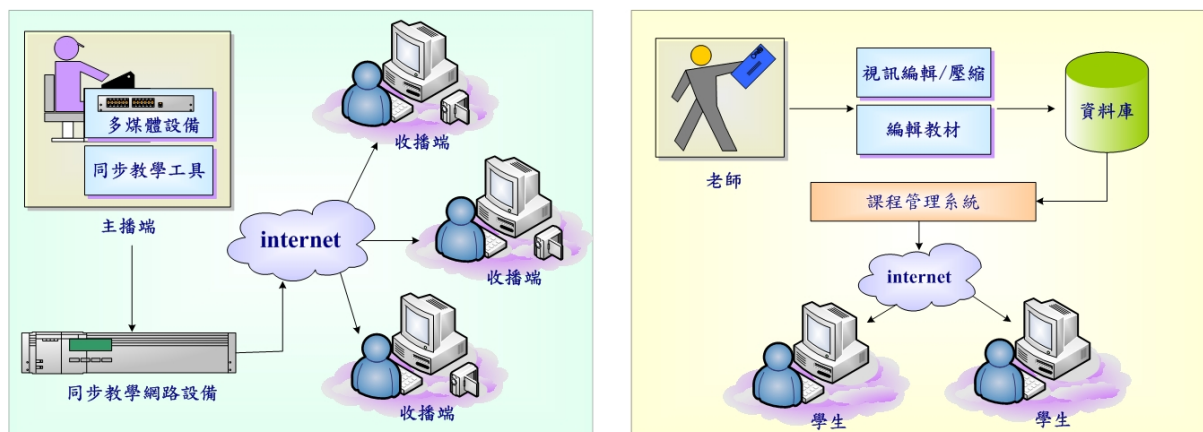 多媒體設備
同步教學工具
主播端
同步教學網路設備
internet
收播端
收播端
收播端
老師
視訊編輯/壓縮
編輯教材
資料庫
課程管理系統
internet
學生
學生